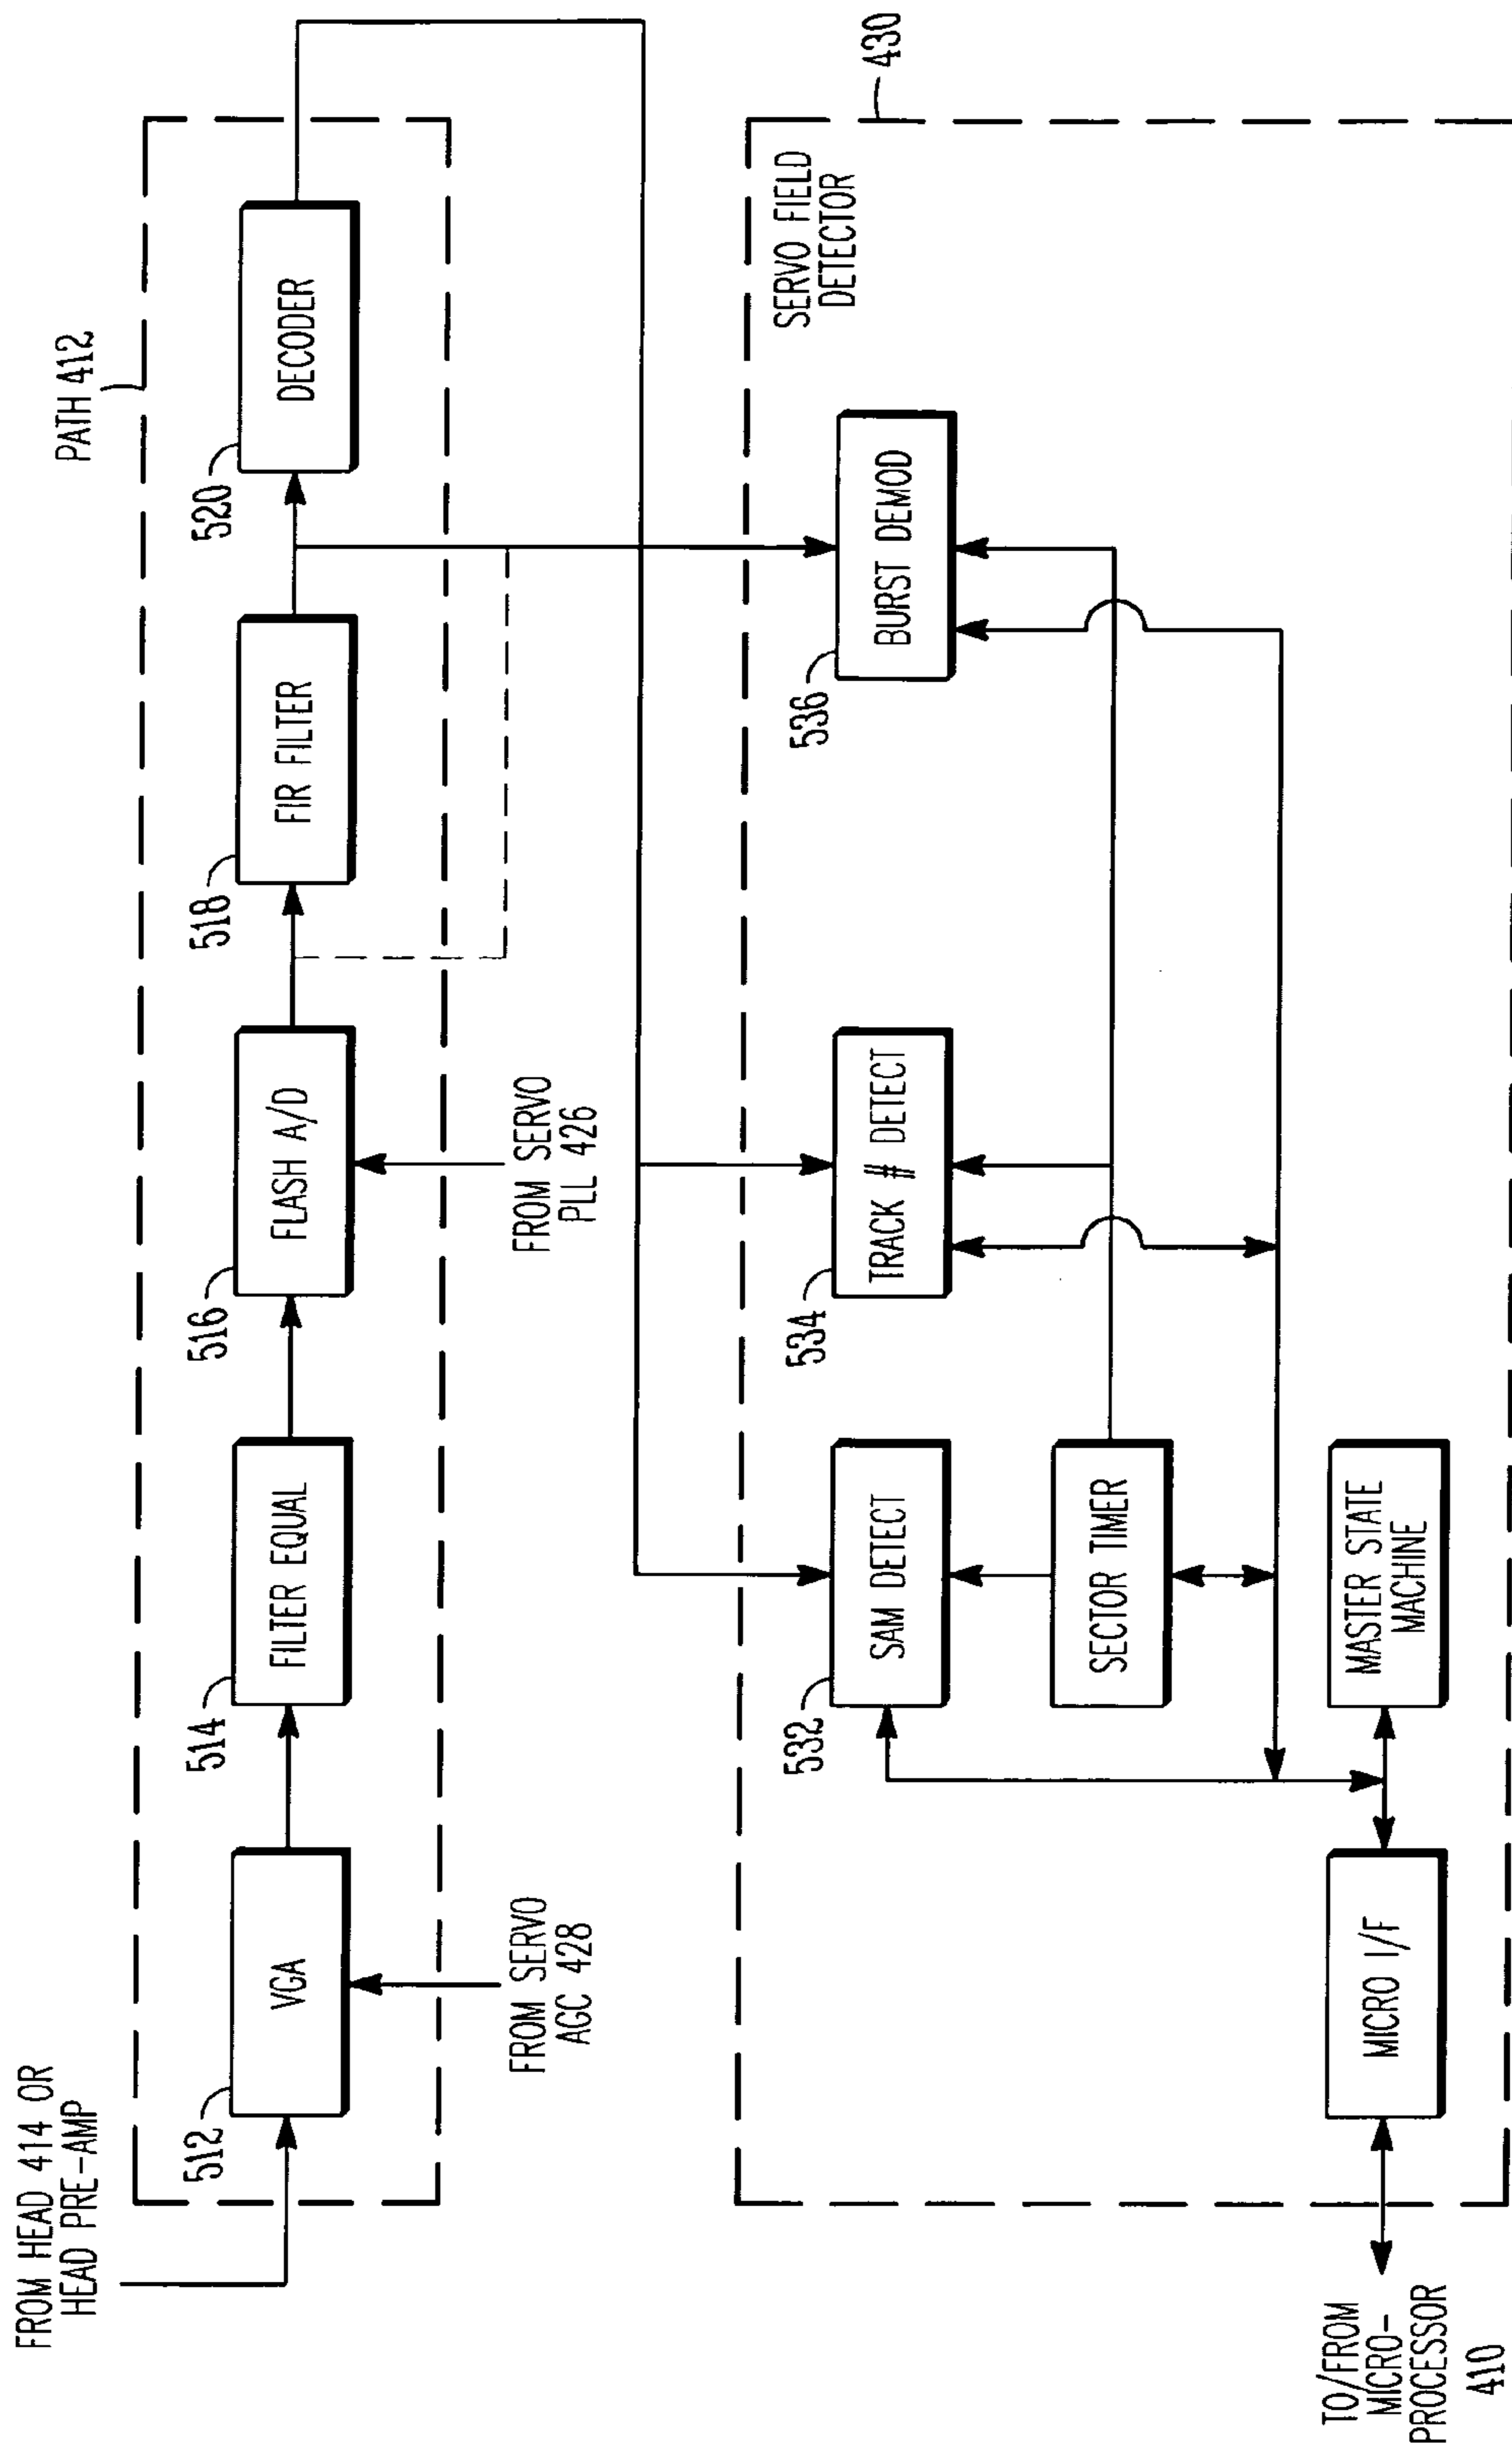 FROM HEAD 414 OR
HEAD PRE-AMP
PATH 412
512
VGA
514
FILTER EQUAL
516
FLASH A/D
518
FIR FILTER
520
DECODER
FROM SERVO
AGC 428
FROM SERVO
PLL 426
430
SERVO FIELD
DETECTOR
532
SAM DETECT
534
TRACK # DETECT
536
BURST DEMOD
SECTOR TIMER
MASTER STATE
MACHINE
MICRO I/F
TO/FROM
MICRO-
PROCESSOR
410